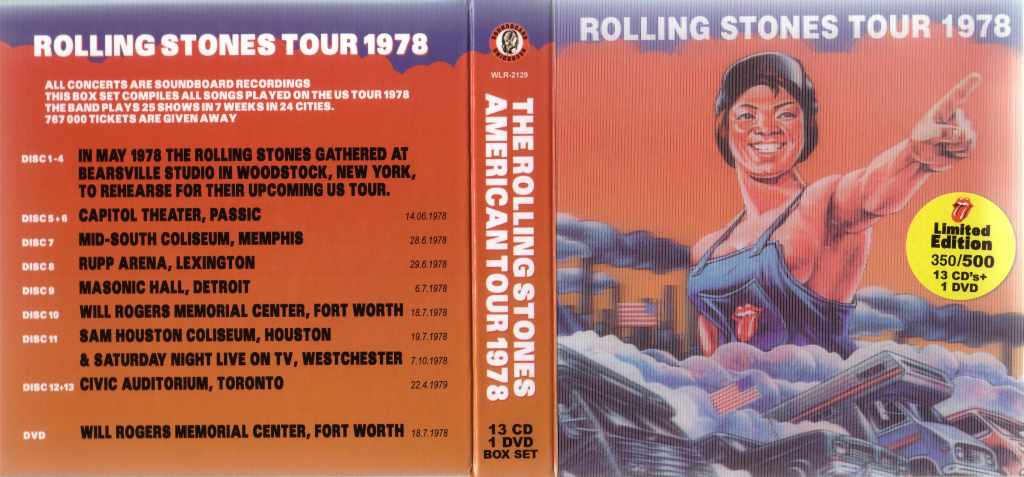 ROLLING STONES TOUR 1978
ALL CONCERTS ARE SOUNDBOARD RECORDINGS
THIS BOX SET COMPILES ALL SONGS PLAYED ON THE US TOUR 1978
THE BAND PLAYS 25 SHOWS IN 7 WEEKS IN 24 CITIES.
767 000 TICKETS ARE GIVEN AWAY
DISC 1-4 IN MAY 1978 THE ROLLING STONES GATHERED AT
BEARSVILLE STUDIO IN WOODSTOCK, NEW YORK,
TO REHEARSE FOR THEIR UPCOMING US TOUR.
DISC 5+6 CAPITOL THEATER, PASSIC 14.06.1978
DISC 7 MID-SOUTH COLISEUM, MEMPHIS 28.6.1978
DISC 8 RUPP ARENA, LEXINGTON 29.6.1978
DISC 9 MASONIC HALL, DETROIT 6.7.1978
DISC 10 WILL ROGERS MEMORIAL CENTER, FORT WORTH 18.7.1978
DISC 11 SAM HOUSTON COLISEUM, HOUSTON 19.7.1978
& SATURDAY NIGHT LIVE ON TV, WESTCHESTER 7.10.1978
DISC 12+13 CIVIC AUDITORIUM, TORONTO 22.4.1979
DVD WILL ROGERS MEMORIAL CENTER, FORT WORTH 18.7.1978
WLR-2129
THE ROLLING STONES
AMERICAN TOUR 1978
13 CD
1 DVD
BOX SET
ROLLING STONES TOUR 1978
Limited
Edition
350/500
13 CD's+
1 DVD